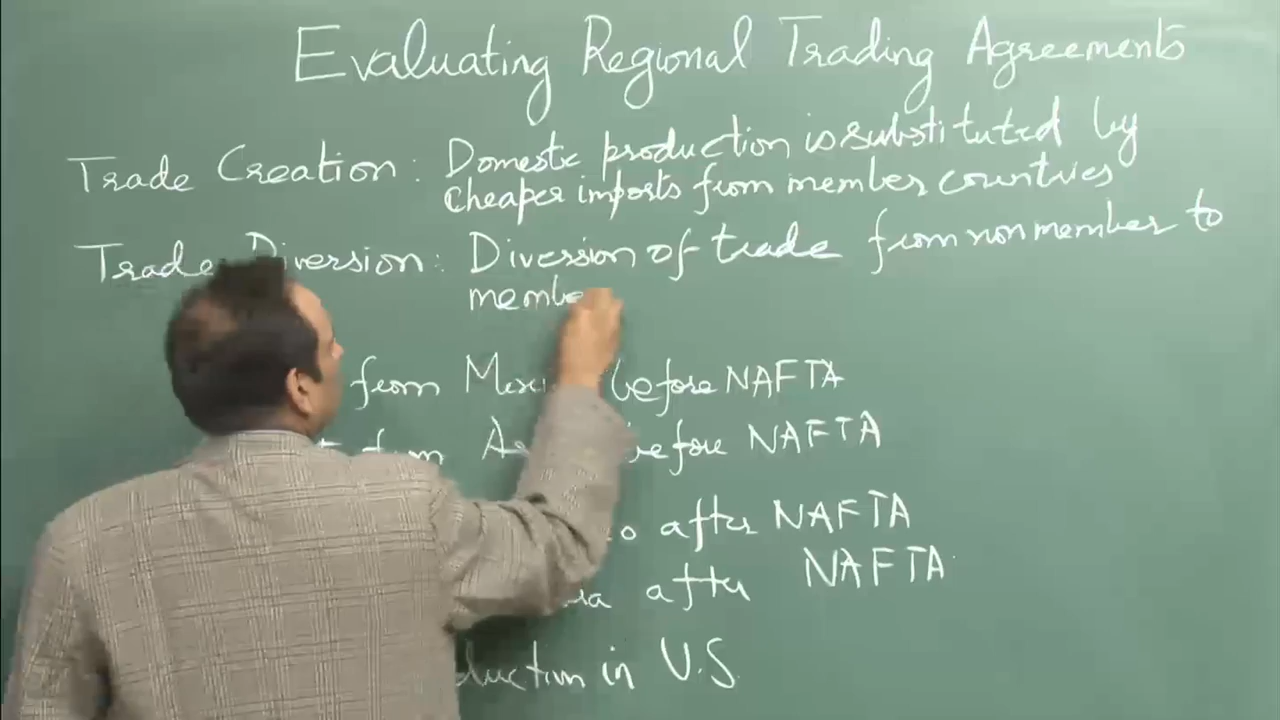 Evaluating Regional Trading Agreements
Trade Creation: Domestic production is substituted by
cheaper imports from member countries
Trade Diversion: Diversion of trade from non member to
membe
from before NAFTA
from before NAFTA
after NAFTA
after NAFTA
in U.S.